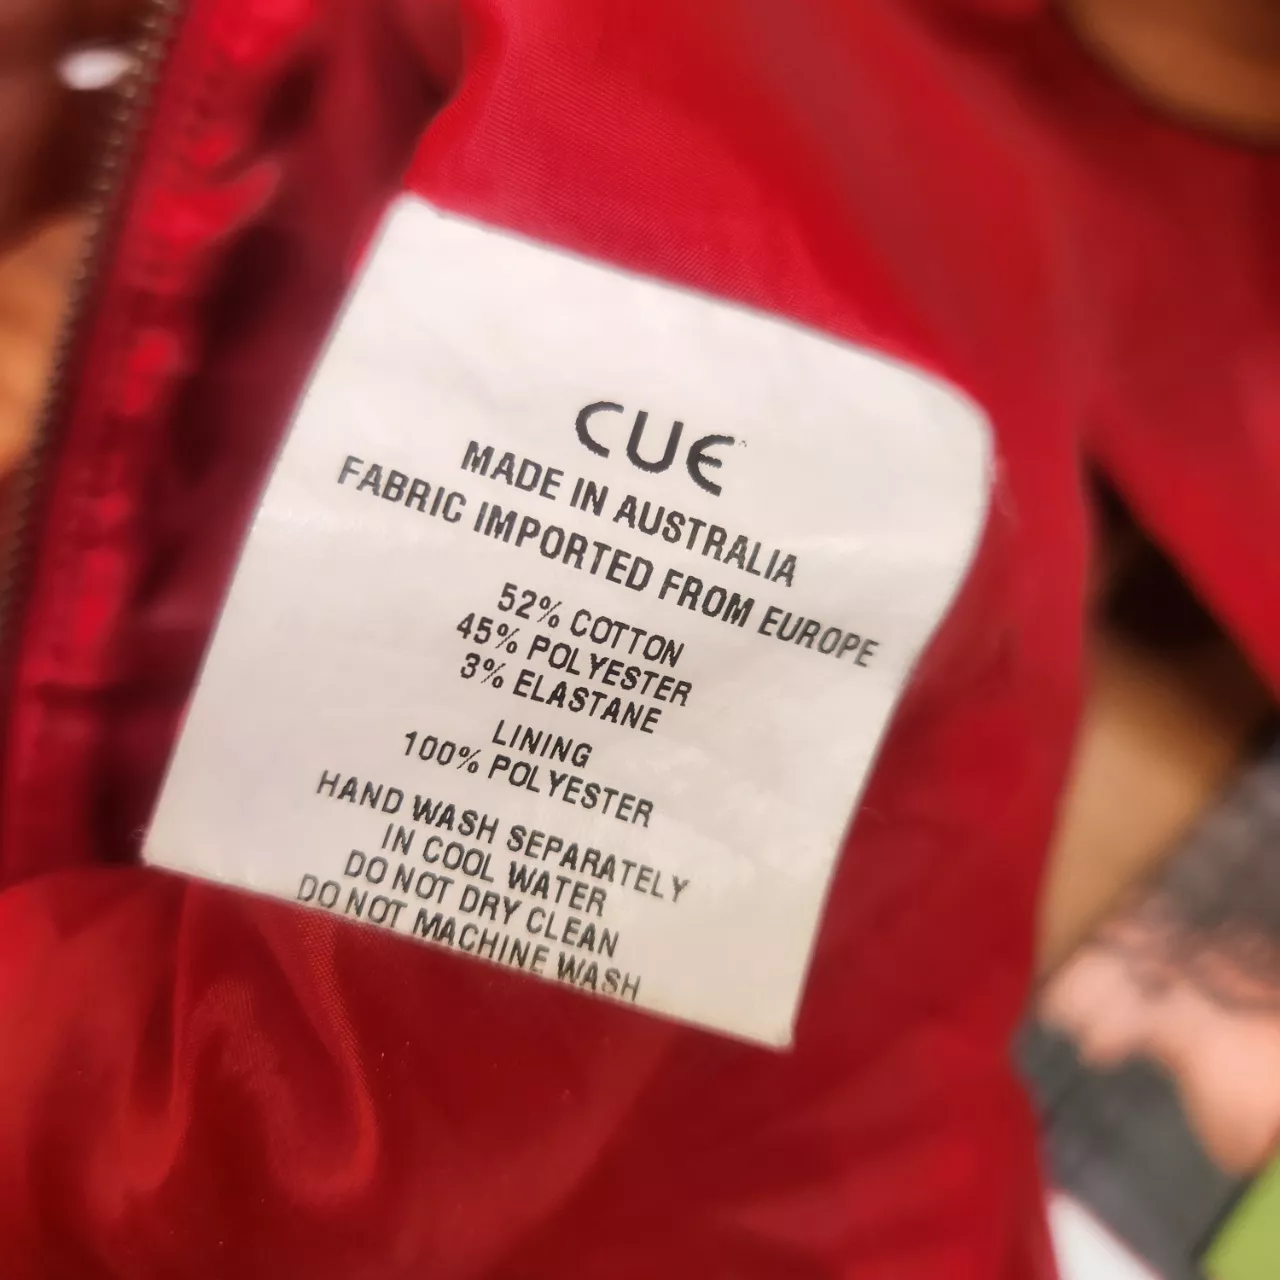 CUE
MADE IN AUSTRALIA
FABRIC IMPORTED FROM EUROPE
52% COTTON
45% POLYESTER
3% ELASTANE
LINING
100% POLYESTER
HAND WASH SEPARATELY
IN COOL WATER
DO NOT DRY CLEAN
DO NOT MACHINE WASH